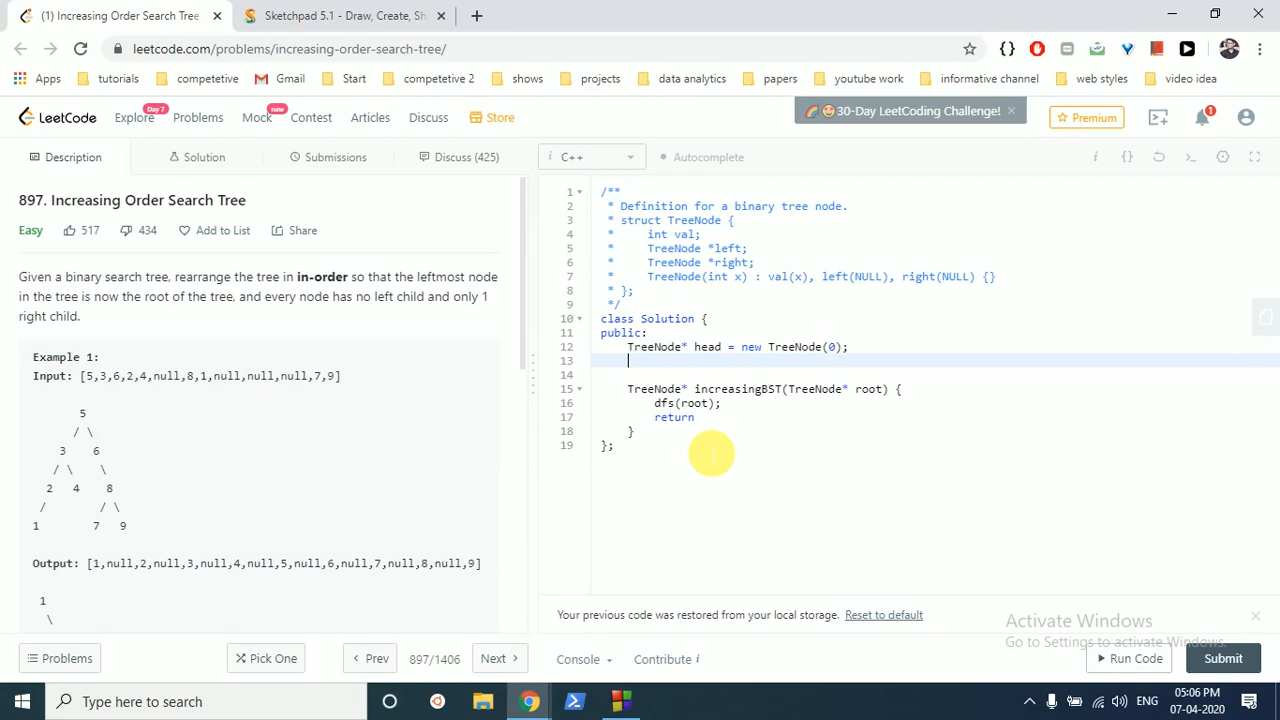 (1) Increasing Order Search Tree
Sketchpad 5.1 - Draw, Create, Sh
leetcode.com/problems/increasing-order-search-tree/
Apps tutorials competetive Gmail Start competetive 2 shows projects data analytics papers youtube work informative channel web styles video idea
LeetCode Explore Day 7 Problems Mock new Contest Articles Discuss Store 30-Day LeetCoding Challenge! Premium 1
Description Solution Submissions Discuss (425)
i C++ Autocomplete
897. Increasing Order Search Tree
Easy 517 434 Add to List Share
Given a binary search tree, rearrange the tree in in-order so that the leftmost node
in the tree is now the root of the tree, and every node has no left child and only 1
right child.
Example 1:
Input: [5,3,6,2,4,null,8,1,null,null,null,7,9]
5
/ \
3 6
/ \ \
2 4 8
/ / \
1 7 9
Output: [1,null,2,null,3,null,4,null,5,null,6,null,7,null,8,null,9]
1
\
1 /**
2 * Definition for a binary tree node.
3 * struct TreeNode {
4 * int val;
5 * TreeNode *left;
6 * TreeNode *right;
7 * TreeNode(int x) : val(x), left(NULL), right(NULL) {}
8 * };
9 */
10 class Solution {
11 public:
12 TreeNode* head = new TreeNode(0);
13
14
15 TreeNode* increasingBST(TreeNode* root) {
16 dfs(root);
17 return
18 }
19 };
Your previous code was restored from your local storage. Reset to default
Activate Windows
Go to Settings to activate Windows.
Problems Pick One Prev 897/1406 Next Console Contribute i Run Code Submit
Type here to search
ENG
05:06 PM
07-04-2020